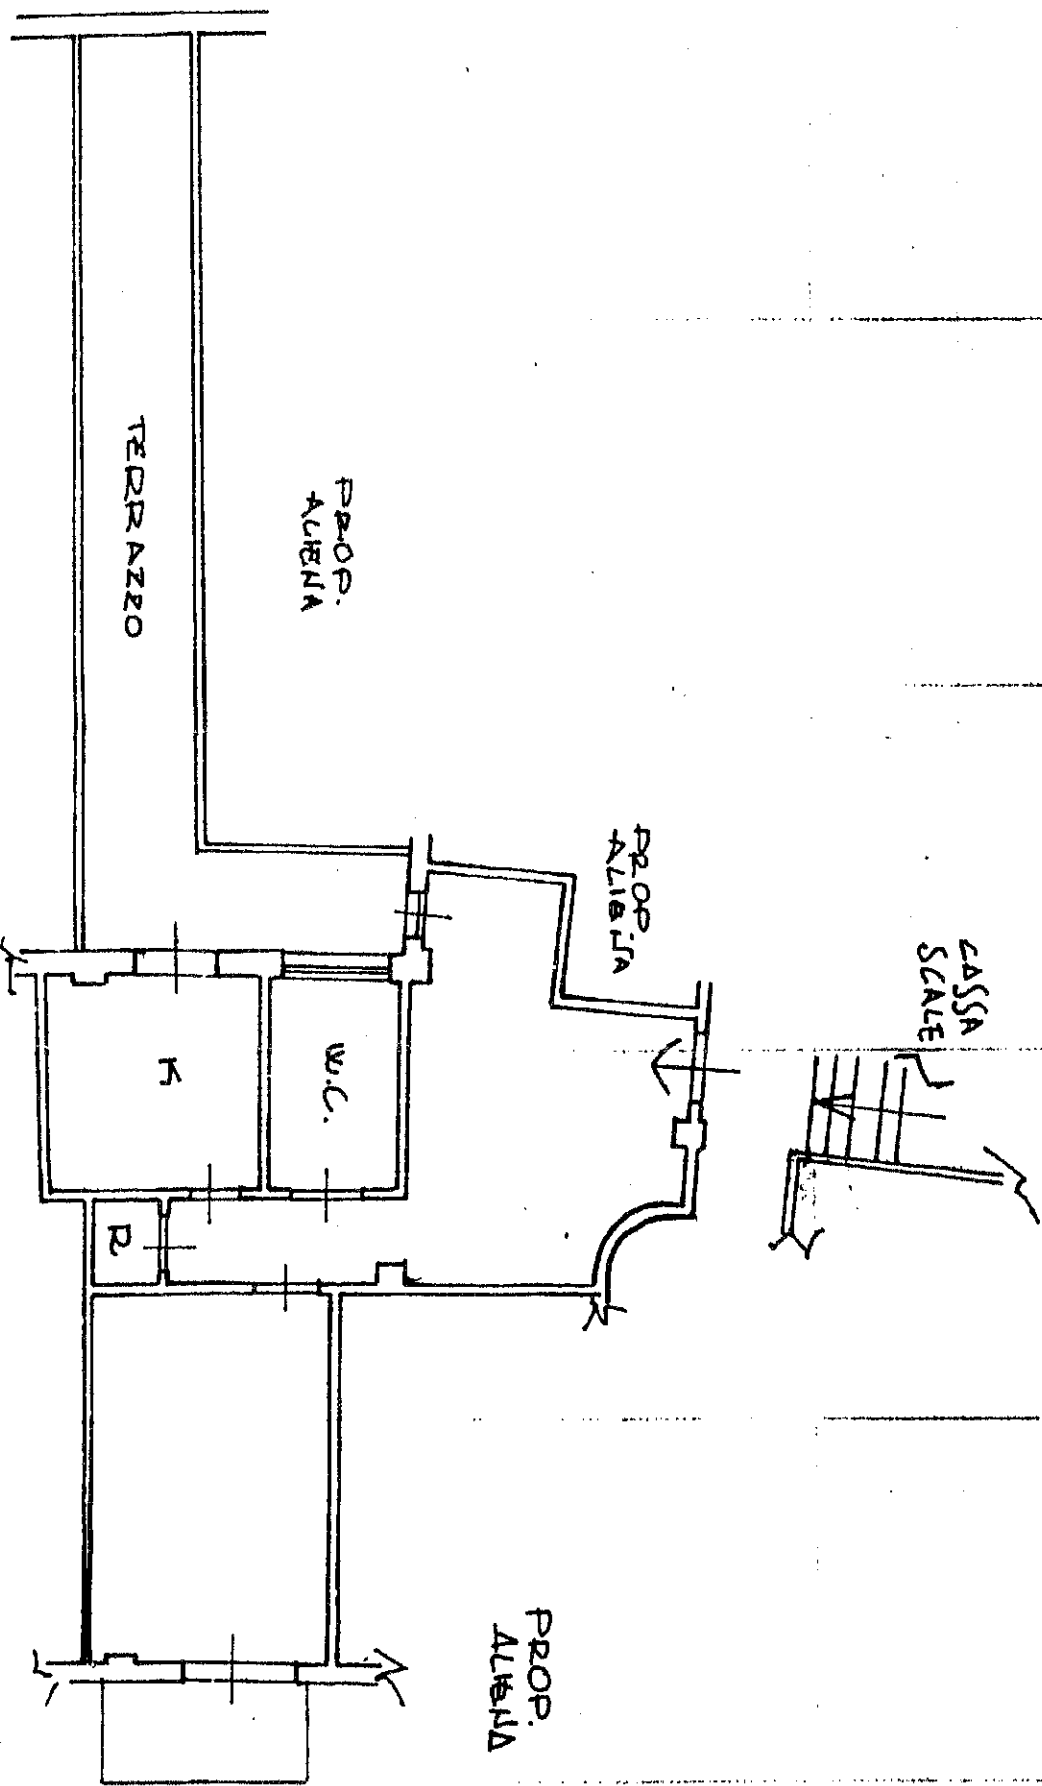 CASSA
SCALE
PROP.
ALIENA
PROP.
ALIENA
PROP.
ALIENA
TERRAZZO
W.C.
K
R